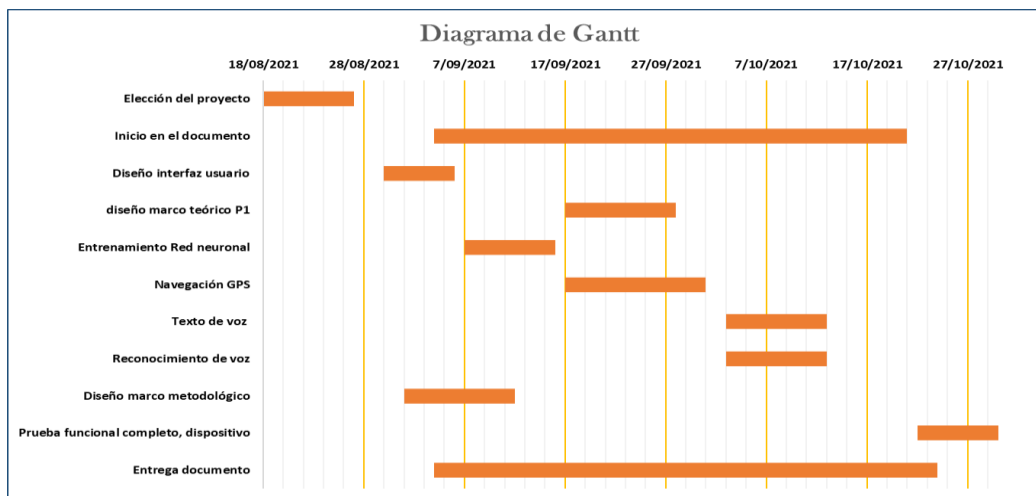 Diagrama de Gantt
18/08/2021 28/08/2021 7/09/2021 17/09/2021 27/09/2021 7/10/2021 17/10/2021 27/10/2021
Elección del proyecto
Inicio en el documento
Diseño interfaz usuario
diseño marco teórico P1
Entrenamiento Red neuronal
Navegación GPS
Texto de voz
Reconocimiento de voz
Diseño marco metodológico
Prueba funcional completo, dispositivo
Entrega documento